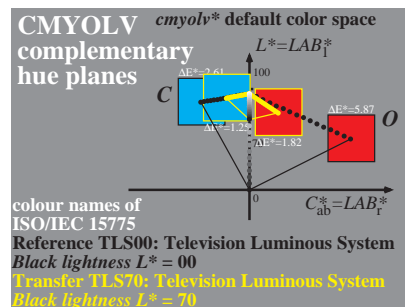 CMYOLV
complementary
hue planes
cmyolv* default color space
L*=LAB*l
ΔE*=2.61
100
C
ΔE*=5.87
O
ΔE*=1.2
ΔE*=1.82
0
C*ab=LAB*r
colour names of
ISO/IEC 15775
Reference TLS00: Television Luminous System
Black lightness L* = 00
Transfer TLS70: Television Luminous System
Black lightness L* = 70